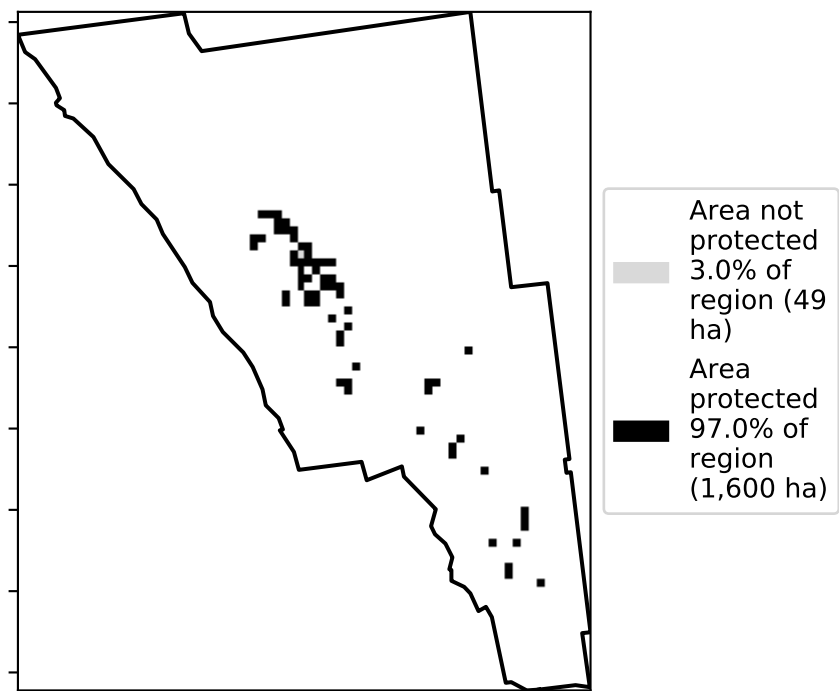 Area not
protected
3.0% of
region (49
ha)
Area
protected
97.0% of
region
(1,600 ha)